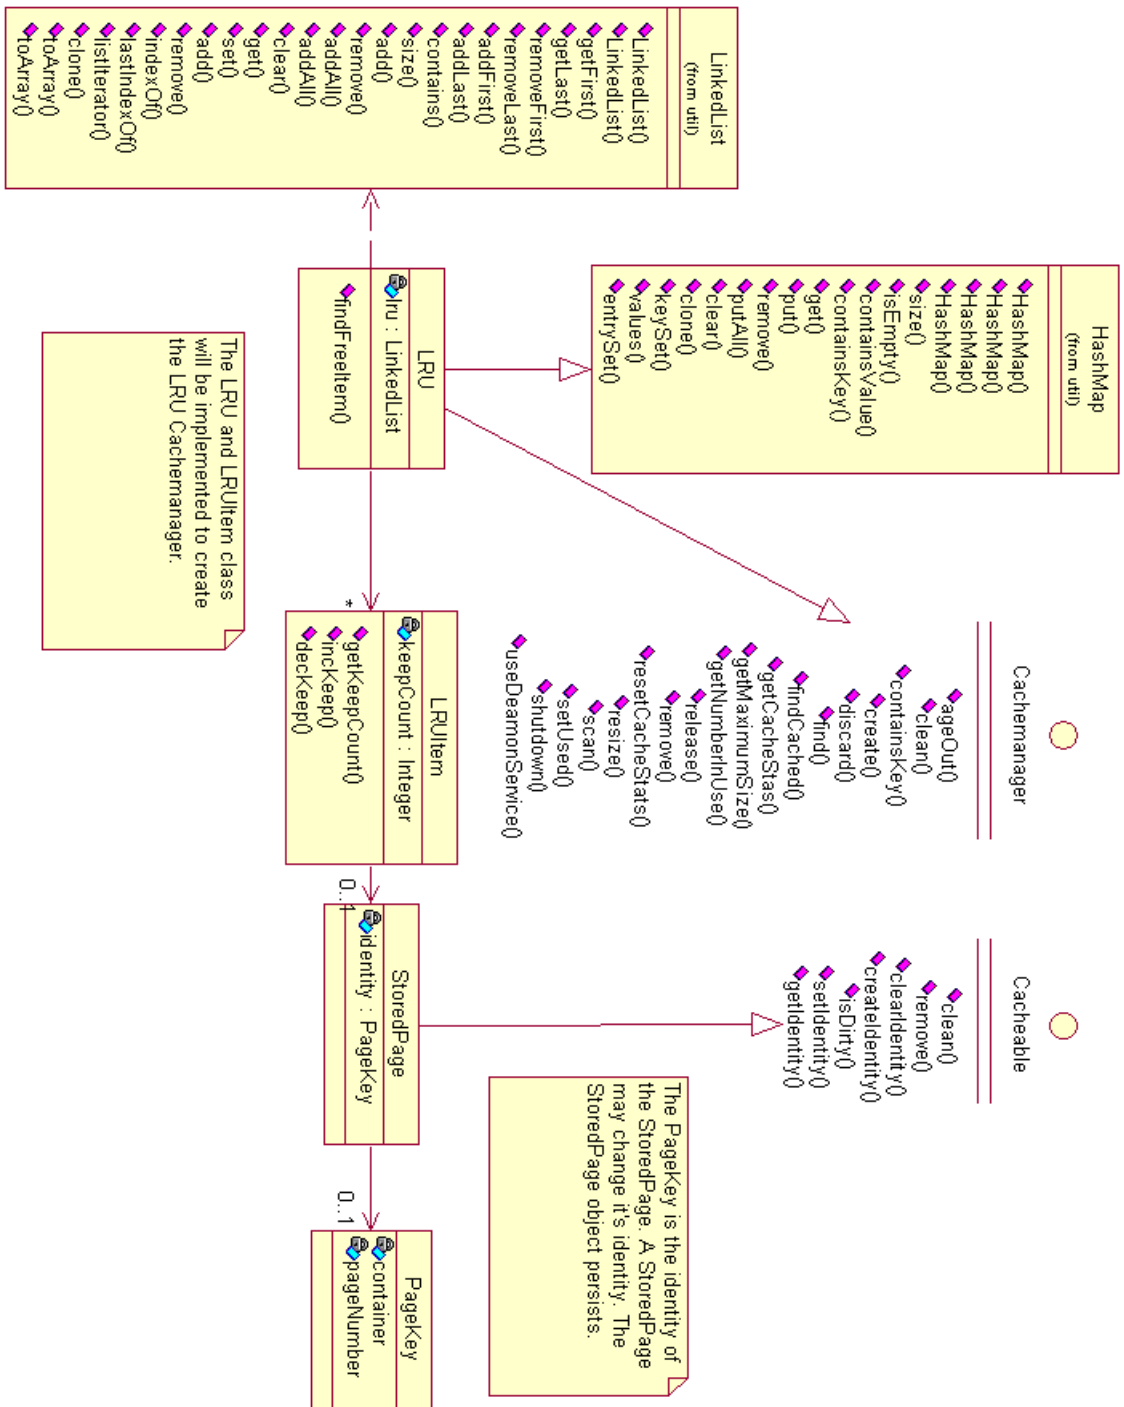 HashMap
(from util)
HashMap()
HashMap()
HashMap()
HashMap()
size()
isEmpty()
containsValue()
containsKey()
get()
put()
remove()
putAll()
clear()
clone()
keySet()
values()
entrySet()
Cachemanager
ageOut()
clean()
containsKey()
create()
discard()
find()
findCached()
getCacheStas()
getMaximumSize()
getNumberInUse()
release()
remove()
resetCacheStats()
resize()
scan()
setUsed()
shutdown()
useDeamonService()
Cacheable
clean()
remove()
clearIdentity()
createIdentity()
isDirty()
setIdentity()
getIdentity()
LinkedList
(from util)
LinkedList()
LinkedList()
getFirst()
getLast()
removeFirst()
removeLast()
addFirst()
addLast()
contains()
size()
add()
remove()
addAll()
addAll()
clear()
get()
set()
add()
remove()
indexOf()
lastIndexOf()
listIterator()
clone()
toArray()
toArray()
The PageKey is the identity of
the StoredPage. A StoredPage
may change it's identity. The
StoredPage object persists.
LRU
lru : LinkedList
findFreeItem()
*
LRUItem
keepCount : Integer
getKeepCount()
incKeep()
decKeep()
0..1
StoredPage
identity : PageKey
0..1
PageKey
container
pageNumber
The LRU and LRUItem class
will be implemented to create
the LRU Cachemanager.